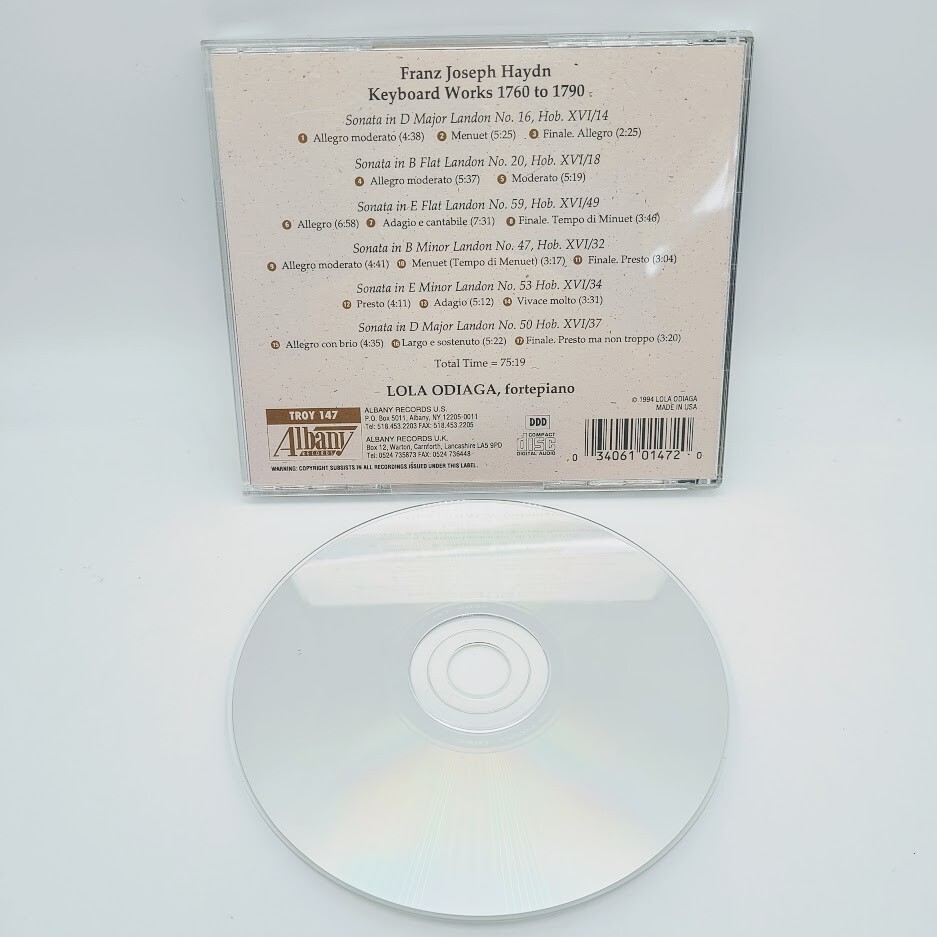 Franz Joseph Haydn
Keyboard Works 1760 to 1790
Sonata in D Major Landon No. 16, Hob. XVI/14
1 Allegro moderato (4:38) 2 Menuet (5:25) 3 Finale. Allegro (2:25)
Sonata in B Flat Landon No. 20, Hob. XVI/18
4 Allegro moderato (5:37) 5 Moderato (5:19)
Sonata in E Flat Landon No. 59, Hob. XVI/49
6 Allegro (6:58) 7 Adagio e cantabile (7:31) 8 Finale. Tempo di Minuet (3:46)
Sonata in B Minor Landon No. 47, Hob. XVI/32
9 Allegro moderato (4:41) 10 Menuet (Tempo di Menuet) (3:17) 11 Finale. Presto (3:04)
Sonata in E Minor Landon No. 53 Hob. XVI/34
12 Presto (4:11) 13 Adagio (5:12) 14 Vivace molto (3:31)
Sonata in D Major Landon No. 50 Hob. XVI/37
15 Allegro con brio (4:35) 16 Largo e sostenuto (5:22) 17 Finale. Presto ma non troppo (3:20)
Total Time = 75:19
LOLA ODIAGA, fortepiano
© 1994 LOLA ODIAGA
MADE IN USA
TROY 147
Albany
RECORDS
ALBANY RECORDS U.S.
P.O. Box 5011, Albany, NY 12205-0011
Tel: 518.453.2203 FAX: 518.453.2205
ALBANY RECORDS U.K.
Box 12, Warton, Carnforth, Lancashire LA5 9PD
Tel: 0524 735873 FAX: 0524 736448
WARNING: COPYRIGHT SUBSISTS IN ALL RECORDINGS ISSUED UNDER THIS LABEL.
DDD
COMPACT
disc
DIGITAL AUDIO
0 34061 01472 0